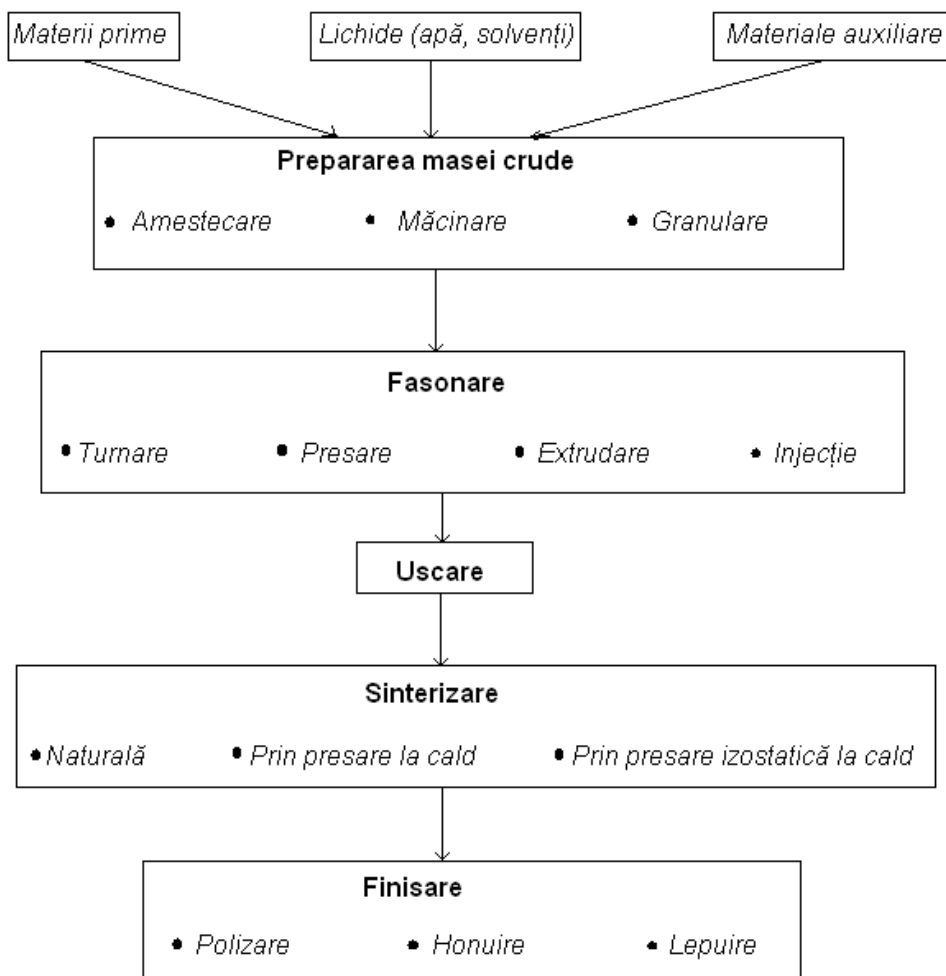 Materii prime
Lichide (apă, solvenți)
Materiale auxiliare
Prepararea masei crude
• Amestecare • Măcinare • Granulare
Fasonare
• Turnare • Presare • Extrudare • Injecție
Uscare
Sinterizare
• Naturală • Prin presare la cald • Prin presare izostatică la cald
Finisare
• Polizare • Honuire • Lepuire